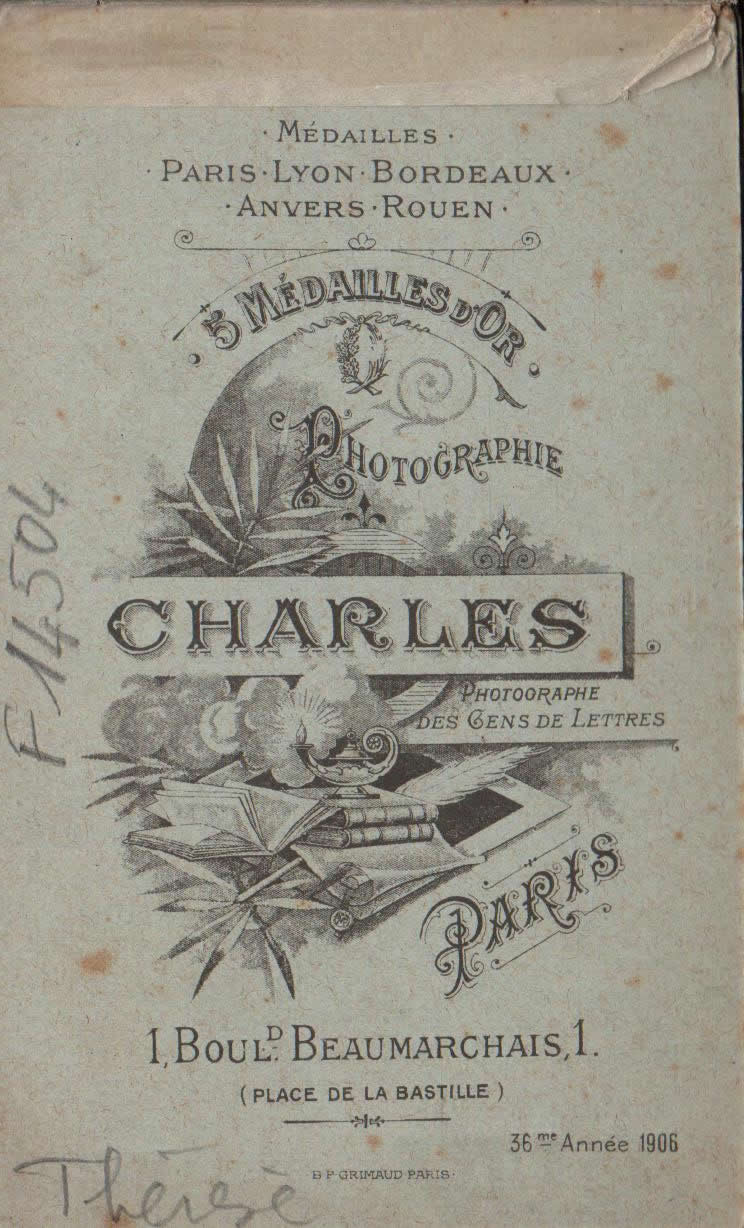 · MÉDAILLES ·
· PARIS · LYON · BORDEAUX ·
· ANVERS · ROUEN ·
· 5 MÉDAILLES D'OR ·
PHOTOGRAPHIE
CHARLES
PHOTOGRAPHE
DES GENS DE LETTRES
PARIS
1, BOULD. BEAUMARCHAIS, 1.
(PLACE DE LA BASTILLE)
36me Année 1906
B P GRIMAUD PARIS.
Thérèse
F 14504